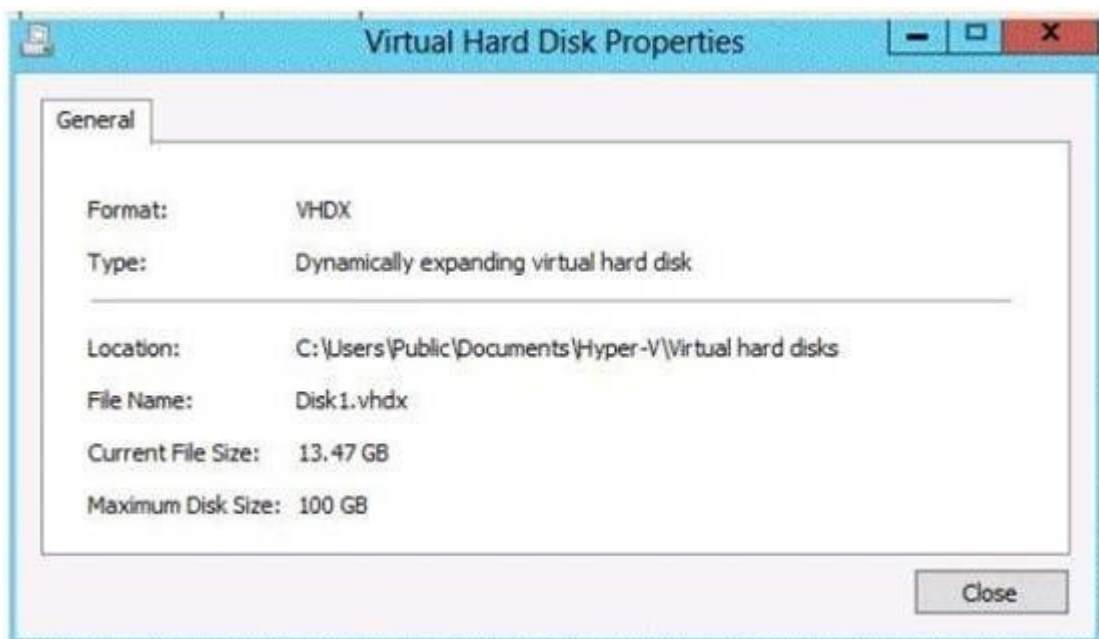 Virtual Hard Disk Properties
General
Format: VHDX
Type: Dynamically expanding virtual hard disk
Location: C:\Users\Public\Documents\Hyper-V\Virtual hard disks
File Name: Disk1.vhdx
Current File Size: 13.47 GB
Maximum Disk Size: 100 GB
Close